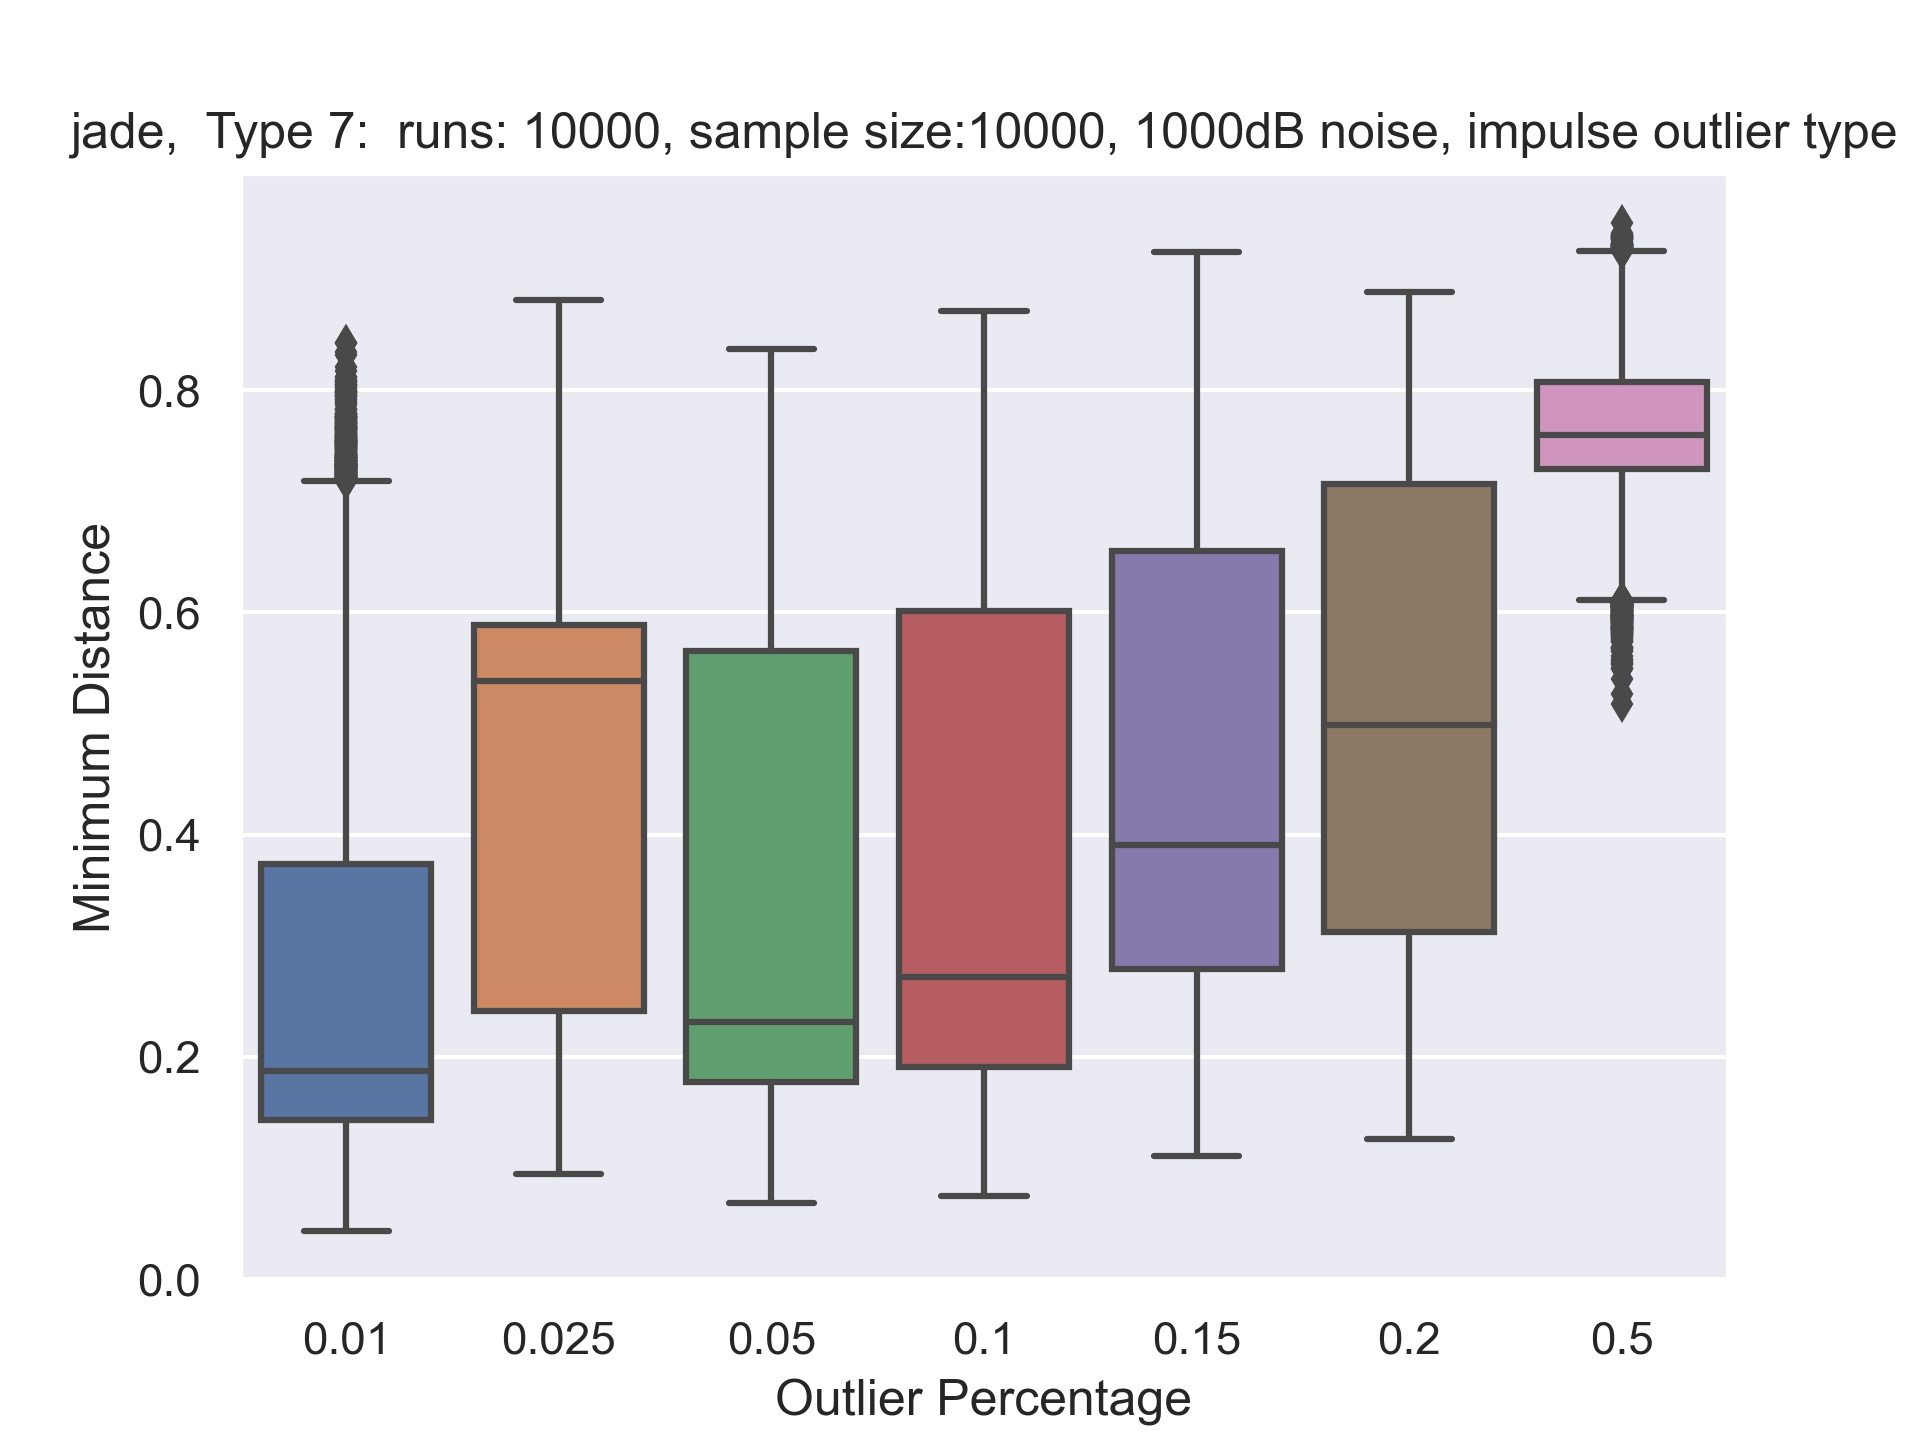 jade,  Type 7:  runs: 10000, sample size:10000, 1000dB noise, impulse outlier type
Minimum Distance
0.8
0.6
0.4
0.2
0.0
0.01 0.025 0.05 0.1 0.15 0.2 0.5
Outlier Percentage